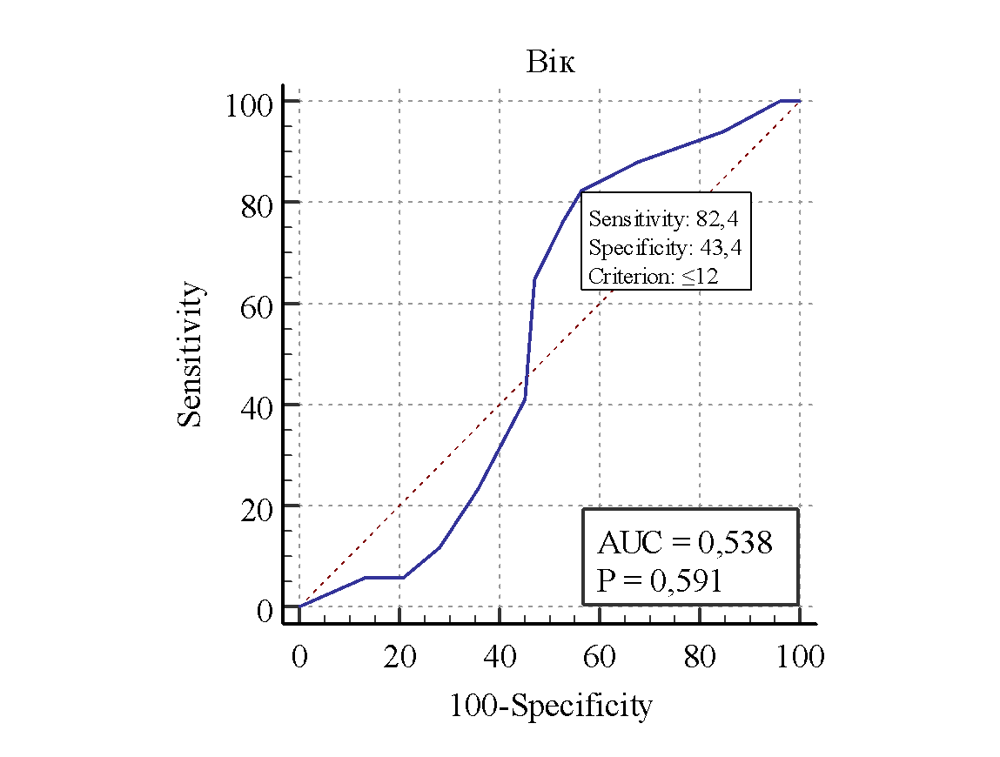 Вік
100
80
60
40
20
0
Sensitivity
Sensitivity: 82,4
Specificity: 43,4
Criterion: ≤12
AUC = 0,538
P = 0,591
0 20 40 60 80 100
100-Specificity